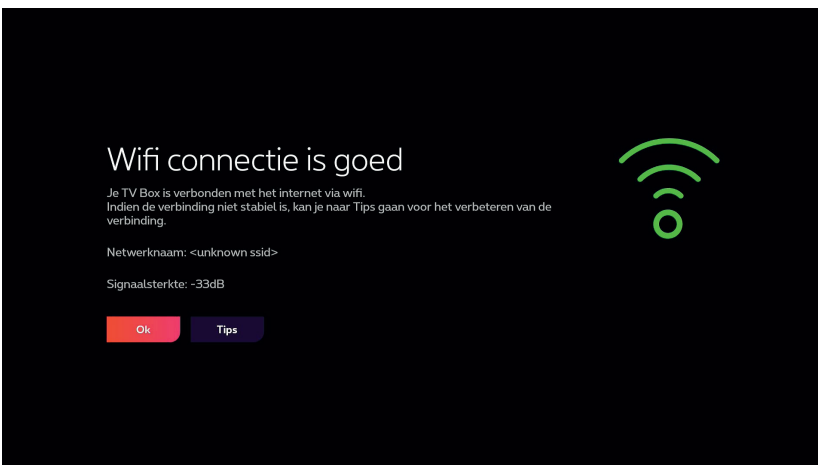 Wifi connectie is goed
Je TV Box is verbonden met het internet via wifi.
Indien de verbinding niet stabiel is, kan je naar Tips gaan voor het verbeteren van de
verbinding.
Netwerknaam: <unknown ssid>
Signaalsterkte: -33dB
Ok
Tips